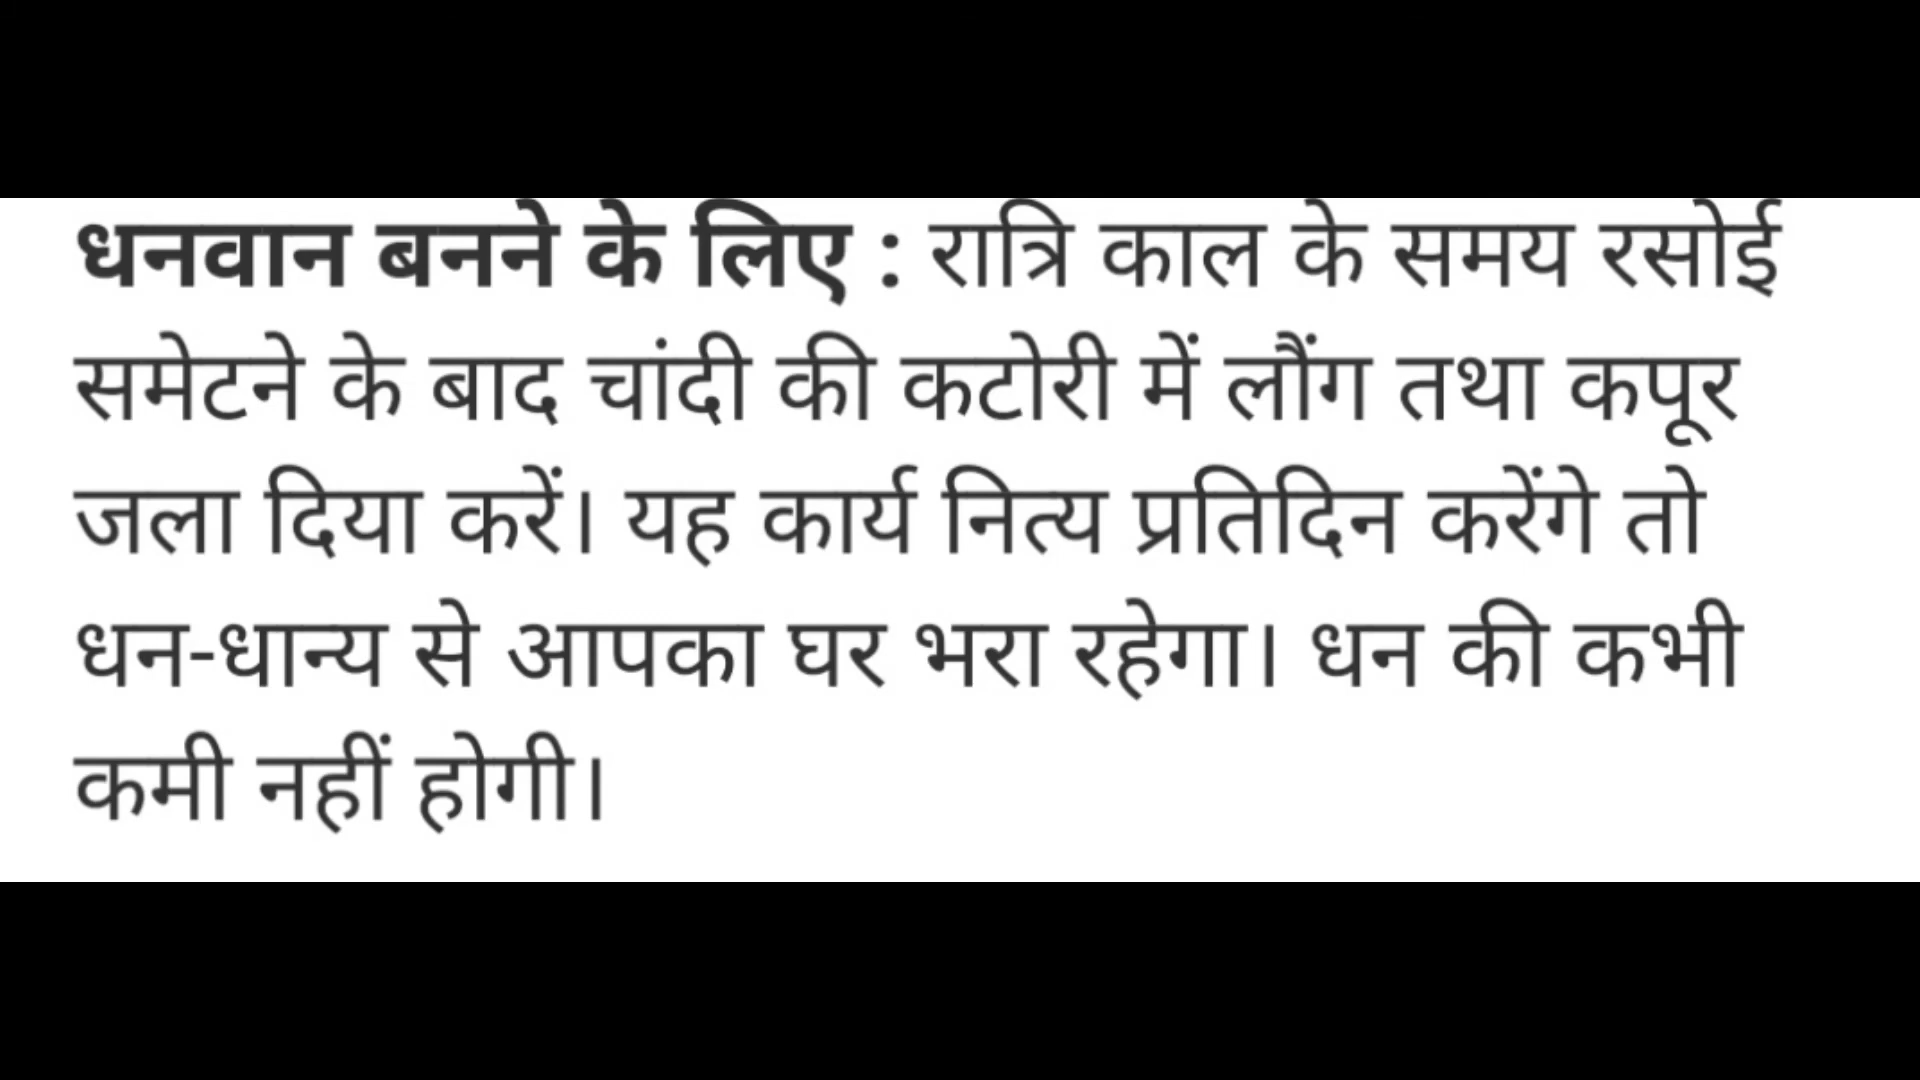 धनवान बनने के लिए : रात्रि काल के समय रसोई
समेटने के बाद चांदी की कटोरी में लौंग तथा कपूर
जला दिया करें। यह कार्य नित्य प्रतिदिन करेंगे तो
धन-धान्य से आपका घर भरा रहेगा। धन की कभी
कमी नहीं होगी।